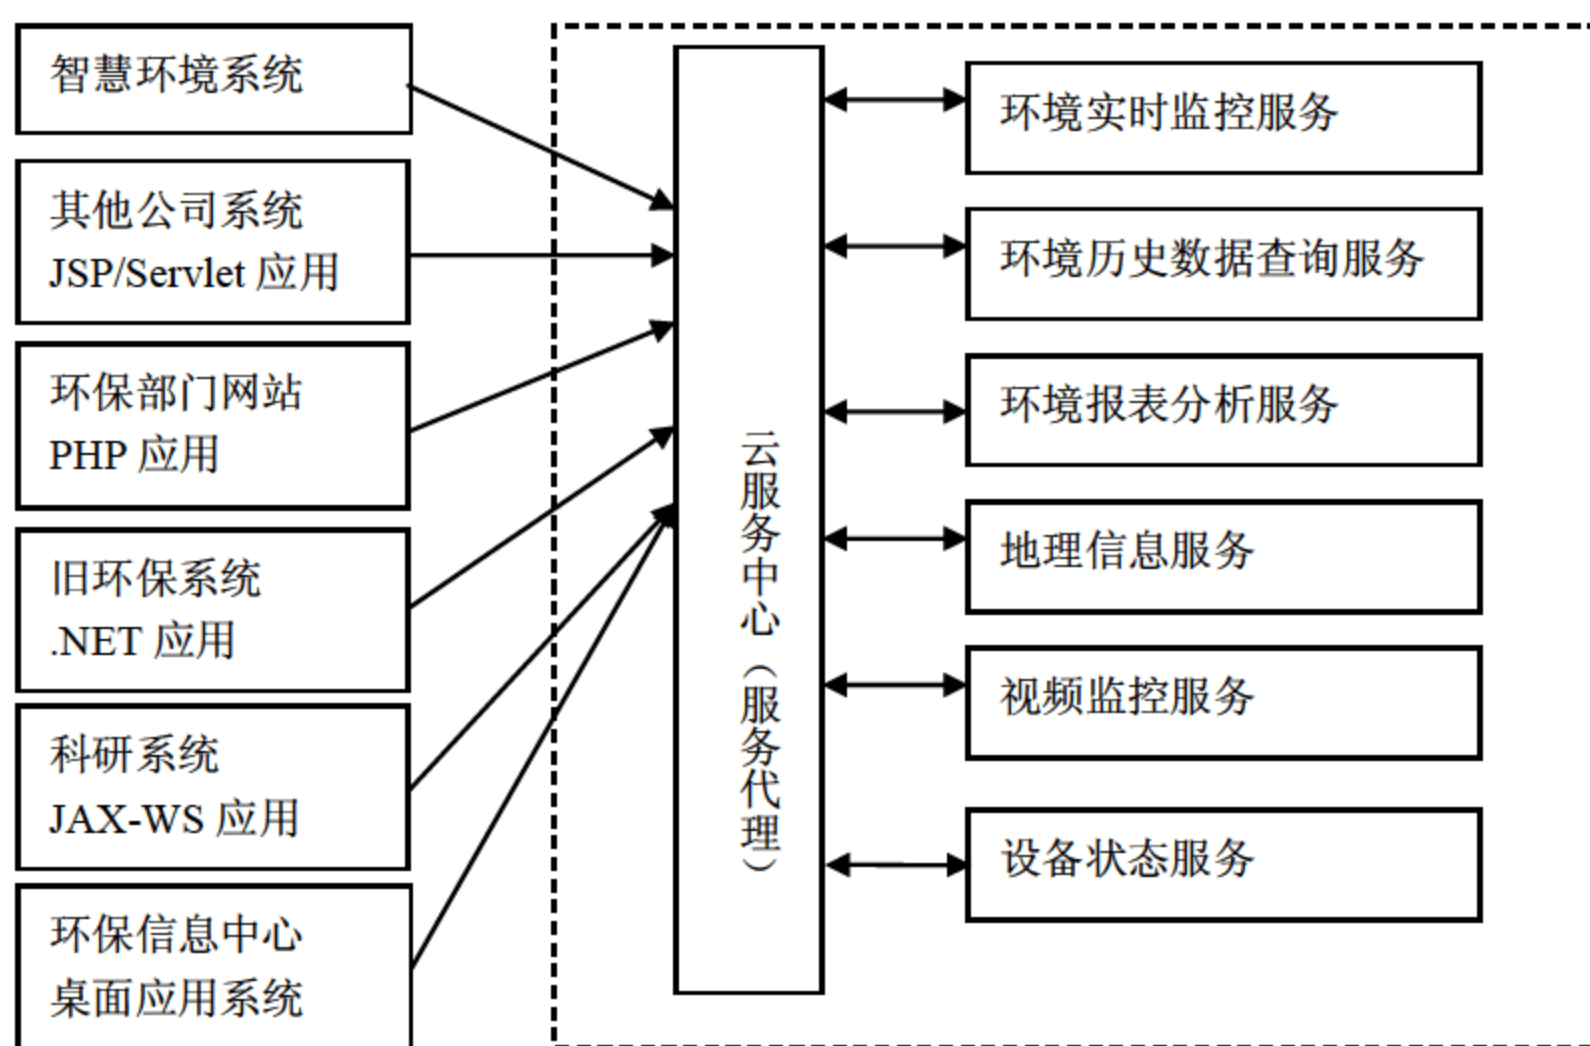 智慧环境系统
其他公司系统
JSP/Servlet 应用
环保部门网站
PHP 应用
旧环保系统
.NET 应用
科研系统
JAX-WS 应用
环保信息中心
桌面应用系统
云服务中心（服务代理）
环境实时监控服务
环境历史数据查询服务
环境报表分析服务
地理信息服务
视频监控服务
设备状态服务